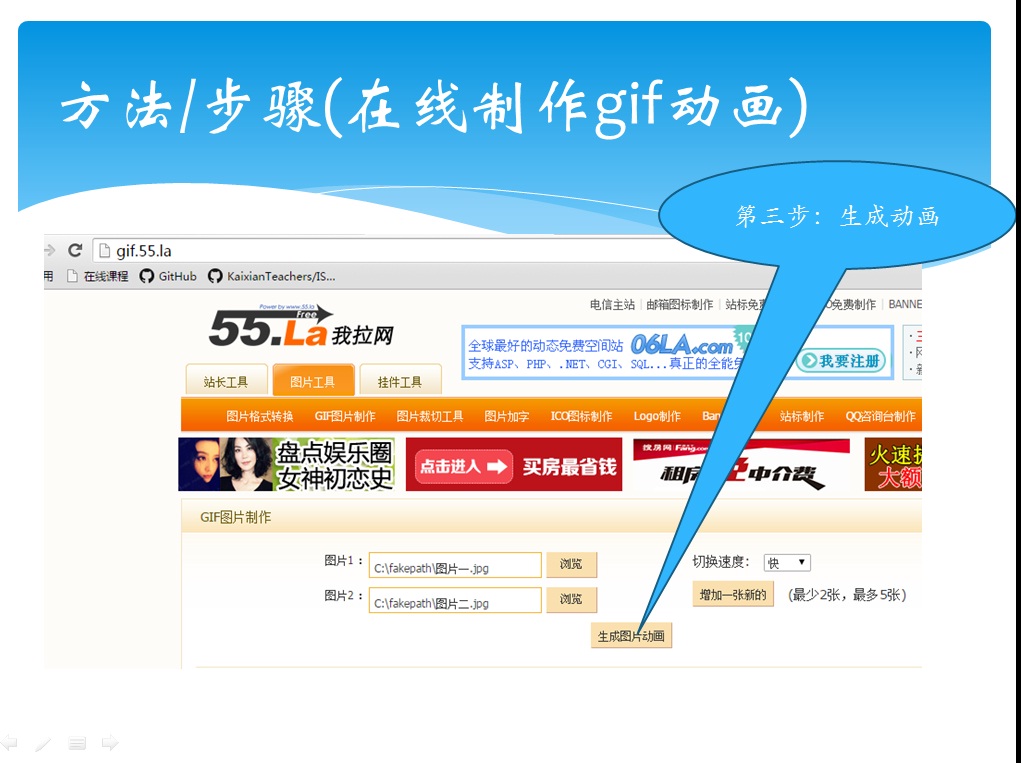 方法/步骤(在线制作gif动画)
第三步：生成动画
gif.55.la
用 在线课程 GitHub KaixianTeachers/IS...
Power by www.55.la
Free
55.La 我拉网
电信主站 邮箱图标制作 站标免费 免费制作 BANNE
全球最好的动态免费空间站 06LA.com
支持ASP、PHP、.NET、CGI、SQL...真正的全能
我要注册
站长工具 图片工具 挂件工具
图片格式转换 GIF图片制作 图片裁切工具 图片加字 ICO图标制作 Logo制作 Ban 站标制作 QQ咨询台制作
盘点娱乐圈
女神初恋史
点击进入 买房最省钱
搜房网 Fang.com
租房免中介费
火速
大额
GIF图片制作
图片1： C:\fakepath\图片一.jpg 浏览 切换速度： 快
图片2： C:\fakepath\图片二.jpg 浏览 增加一张新的 (最少2张，最多5张)
生成图片动画